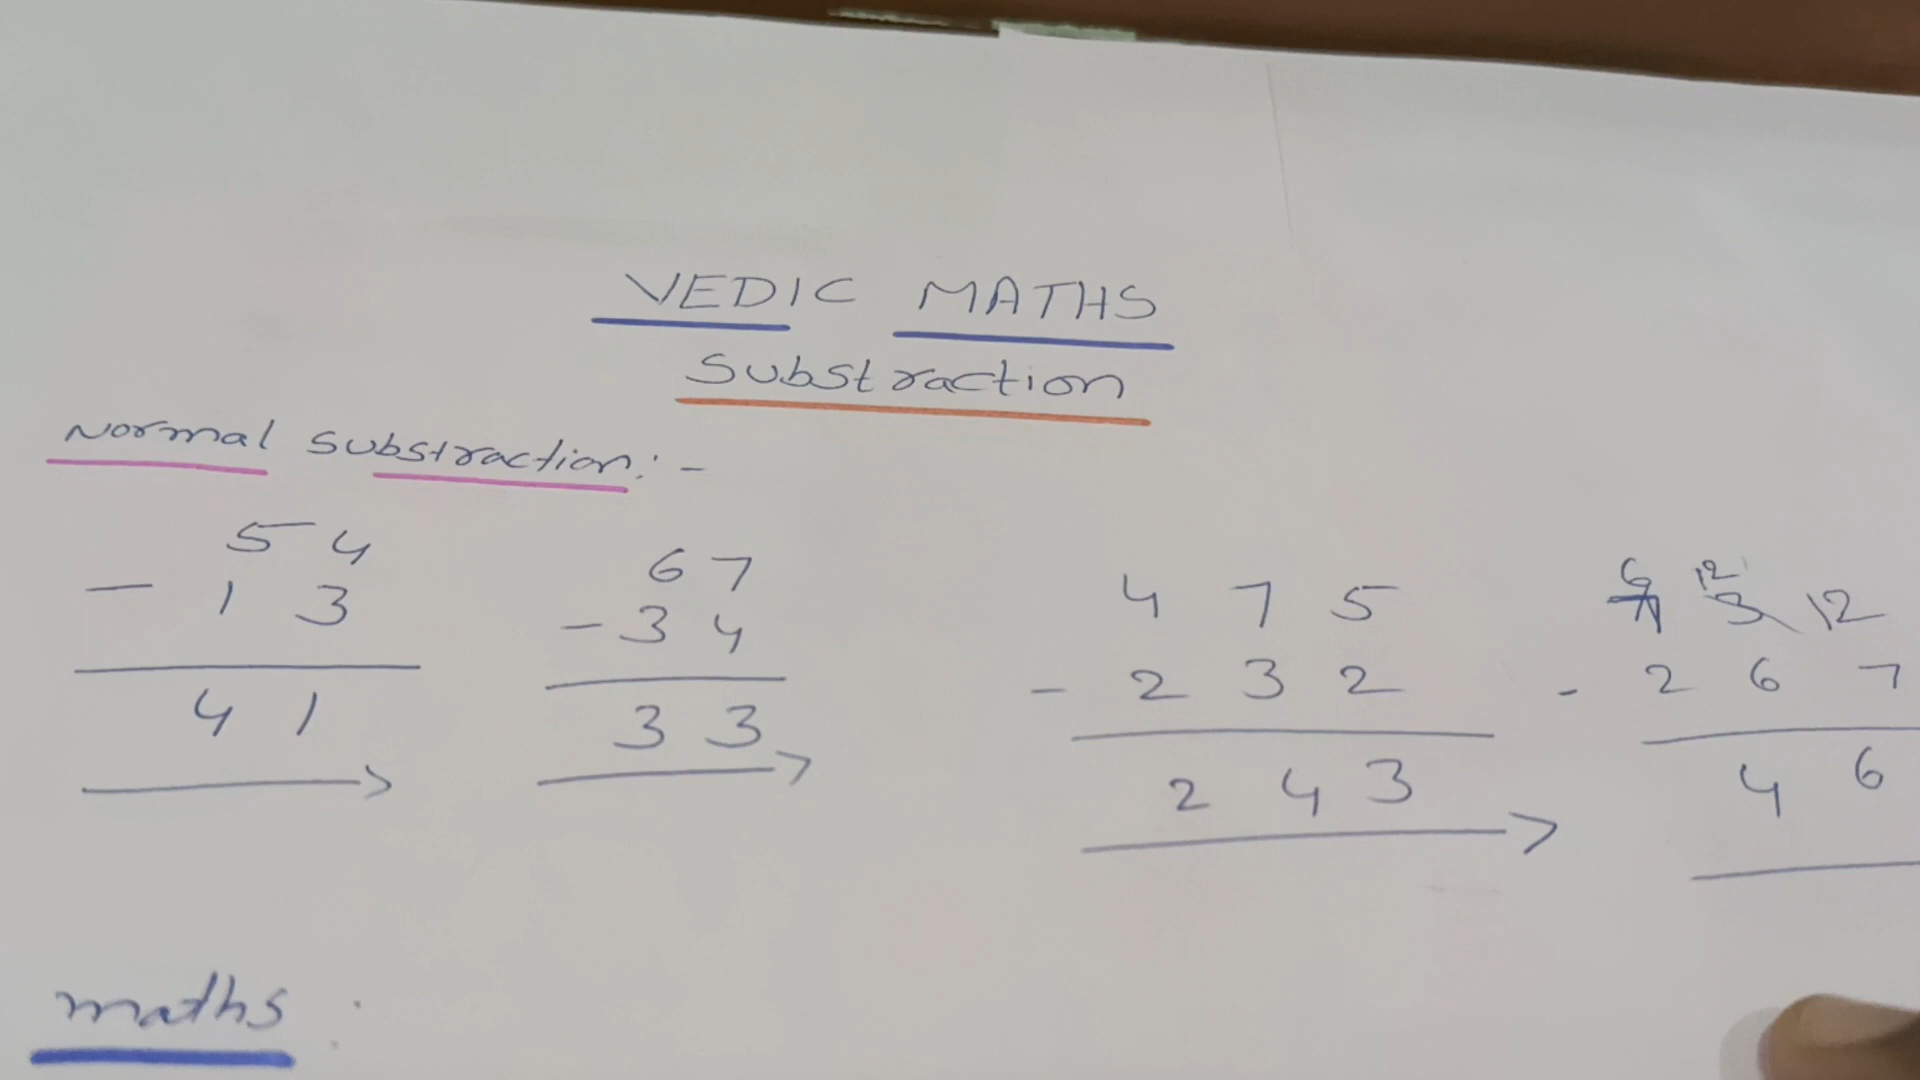 VEDIC MATHS
Substraction
Normal Substraction:-
5 4
- 1 3
4 1
6 7
- 3 4
3 3
4 7 5
- 2 3 2
2 4 3
6 12
7 3 12
- 2 6 7
4 6
maths